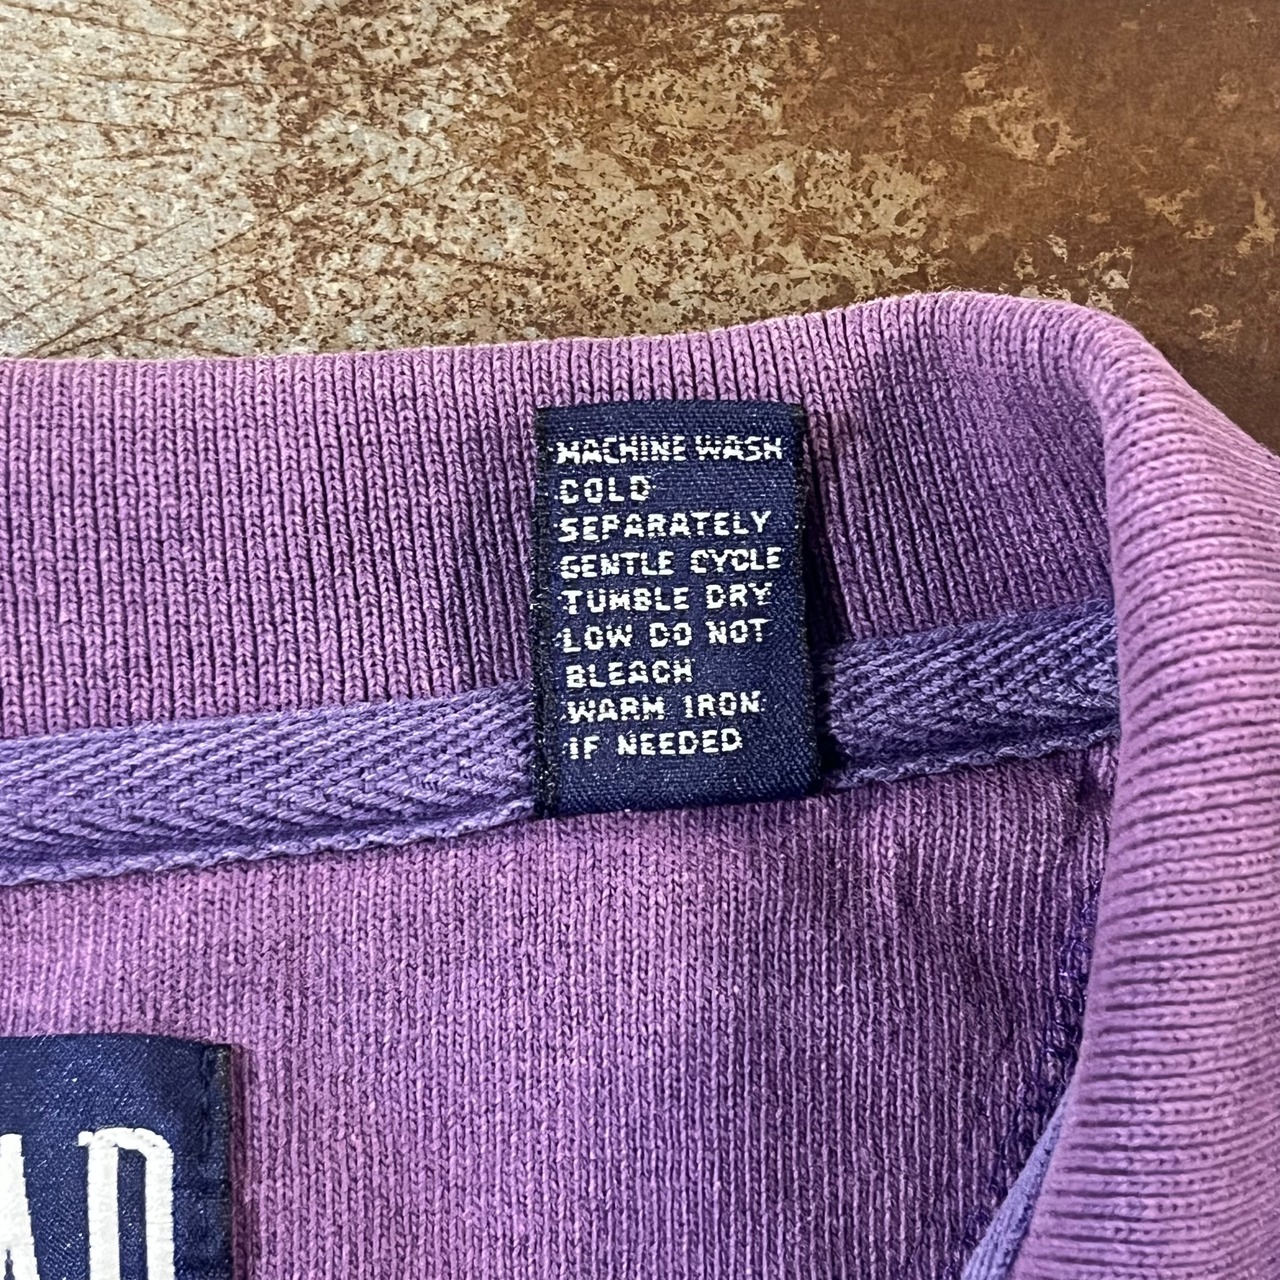 MACHINE WASH
COLD
SEPARATELY
GENTLE CYCLE
TUMBLE DRY
LOW DO NOT
BLEACH
WARM IRON
IF NEEDED